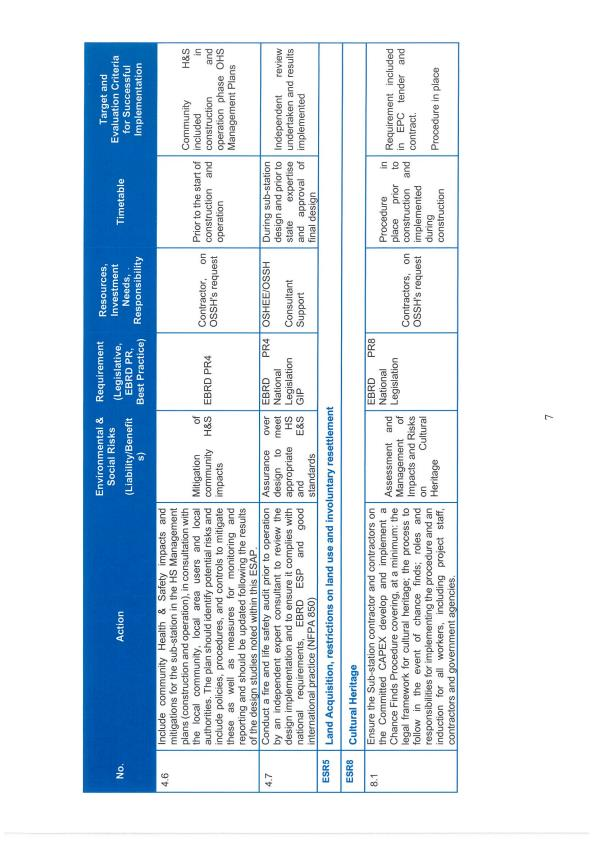 No.
Action
Environmental &
Social Risks
(Liability/Benefit
s)
Requirement
(Legislative,
EBRD PR,
Best Practice)
Resources,
Investment
Needs,
Responsibility
Timetable
Target and
Evaluation Criteria
for Successful
Implementation
4.6
Include community Health & Safety impacts and
mitigations for the sub-station in the HS Management
plans (construction and operation), in consultation with
the local community, local area users and local
authorities. The plan should identify potential risks and
include policies, procedures, and controls to mitigate
these as well as measures for monitoring and
reporting and should be updated following the results
of the design studies noted within this ESAP.
Mitigation of
community H&S
impacts
EBRD PR4
Contractor, on
OSSH's request
Prior to the start of
construction and
operation
Community H&S
included in
construction and
operation phase OHS
Management Plans
4.7
Conduct a fire and life safety audit prior to operation
by an independent expert consultant to review the
design implementation and to ensure it complies with
national requirements, EBRD ESP and good
international practice (NFPA 850)
Assurance over
design to meet
appropriate HS
and E&S
standards
EBRD PR4
National
Legislation
GIP
OSHEE/OSSH
Consultant
Support
During sub-station
design and prior to
state expertise
and approval of
final design
Independent review
undertaken and results
implemented
ESR5
Land Acquisition, restrictions on land use and involuntary resettlement
ESR8
Cultural Heritage
8.1
Ensure the Sub-station contractor and contractors on
the Committed CAPEX develop and implement a
Chance Finds Procedure covering, at a minimum: the
legal framework for cultural heritage; the process to
follow in the event of chance finds; roles and
responsibilities for implementing the procedure and an
induction for all workers, including project staff,
contractors and government agencies.
Assessment and
Management of
Impacts and Risks
on Cultural
Heritage
EBRD PR8
National
Legislation
Contractors, on
OSSH's request
Procedure in
place prior to
construction and
implemented
during
construction
Requirement included
in EPC tender and
contract.
Procedure in place
7